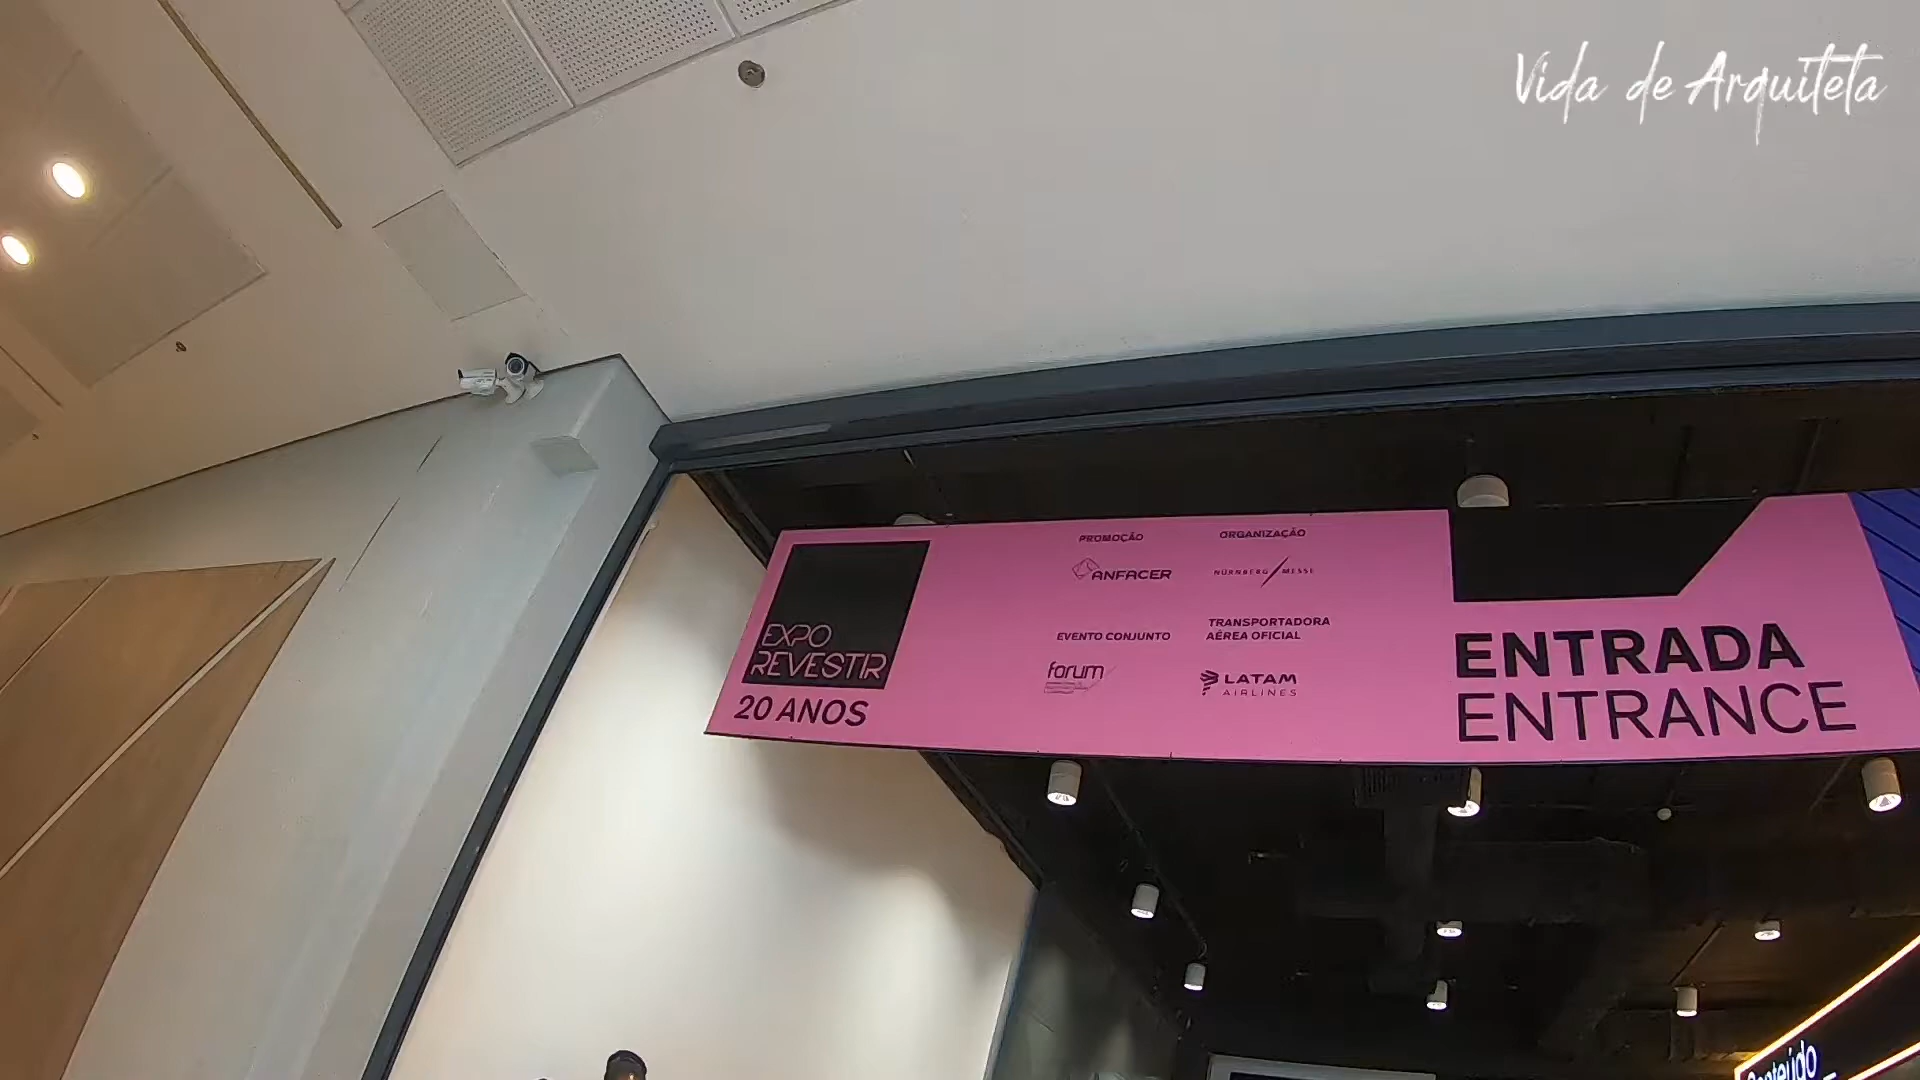 Vida de Arquiteta
EXPO
REVESTIR
20 ANOS
PROMOÇÃO
ANFACER
ORGANIZAÇÃO
NÜRNBERG MESSE
EVENTO CONJUNTO
forum
TRANSPORTADORA
AÉREA OFICIAL
LATAM
AIRLINES
ENTRADA
ENTRANCE
Conteúdo